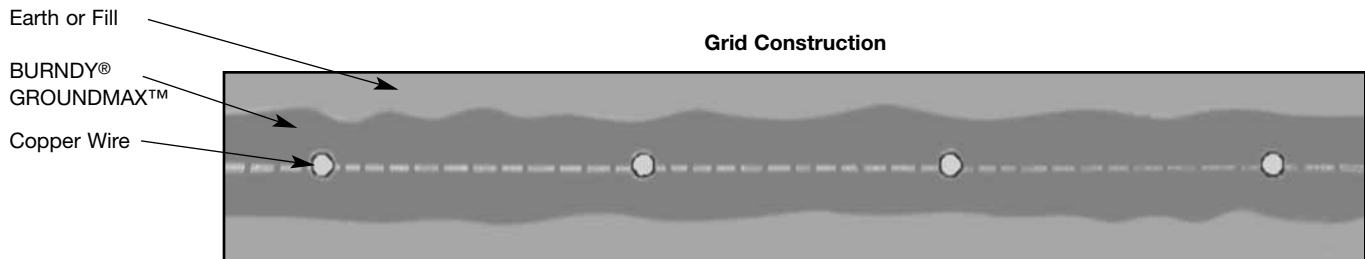 Earth or Fill
Grid Construction
BURNDY®
GROUNDMAX™
Copper Wire